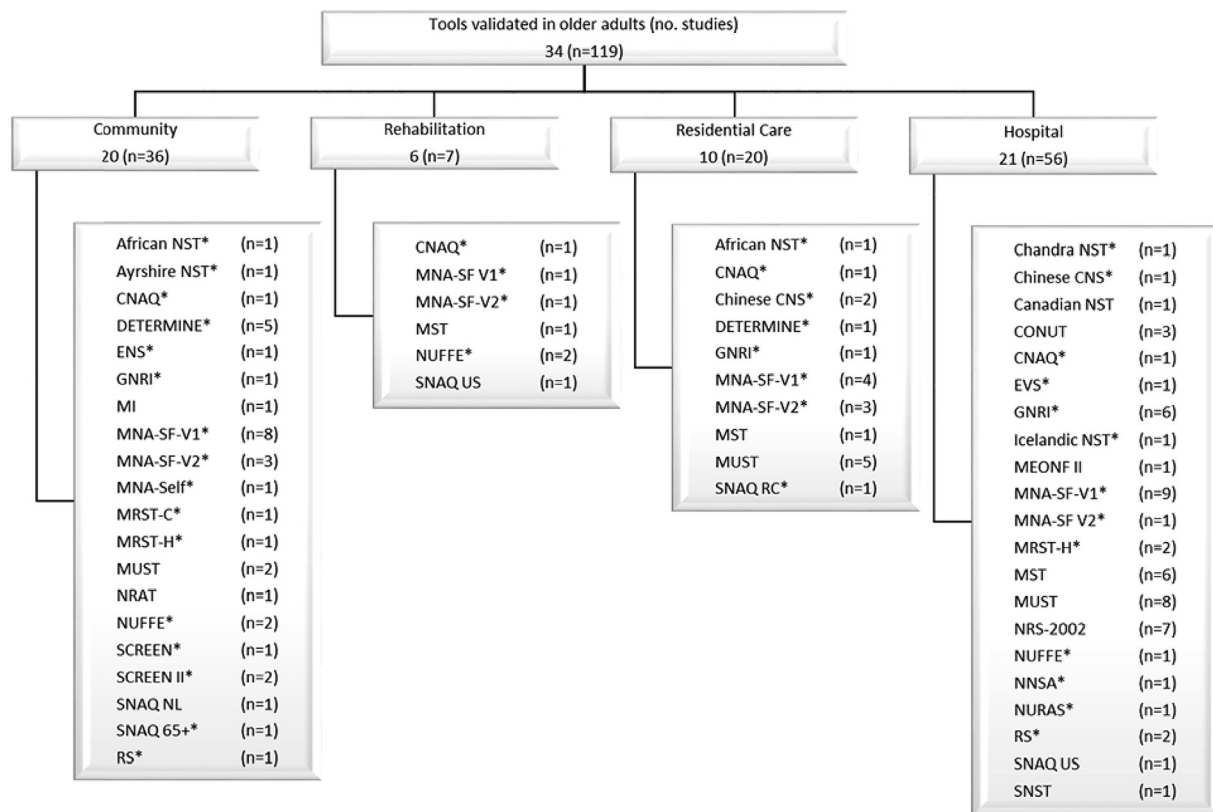 Tools validated in older adults (no. studies)
34 (n=119)
Community
20 (n=36)
Rehabilitation
6 (n=7)
Residential Care
10 (n=20)
Hospital
21 (n=56)
African NST* (n=1)
Ayrshire NST* (n=1)
CNAQ* (n=1)
DETERMINE* (n=5)
ENS* (n=1)
GNRI* (n=1)
MI (n=1)
MNA-SF-V1* (n=8)
MNA-SF-V2* (n=3)
MNA-Self* (n=1)
MRST-C* (n=1)
MRST-H* (n=1)
MUST (n=2)
NRAT (n=1)
NUFFE* (n=2)
SCREEN* (n=1)
SCREEN II* (n=2)
SNAQ NL (n=1)
SNAQ 65+* (n=1)
RS* (n=1)
CNAQ* (n=1)
MNA-SF V1* (n=1)
MNA-SF-V2* (n=1)
MST (n=1)
NUFFE* (n=2)
SNAQ US (n=1)
African NST* (n=1)
CNAQ* (n=1)
Chinese CNS* (n=2)
DETERMINE* (n=1)
GNRI* (n=1)
MNA-SF-V1* (n=4)
MNA-SF-V2* (n=3)
MST (n=1)
MUST (n=5)
SNAQ RC* (n=1)
Chandra NST* (n=1)
Chinese CNS* (n=1)
Canadian NST (n=1)
CONUT (n=3)
CNAQ* (n=1)
EVS* (n=1)
GNRI* (n=6)
Icelandic NST* (n=1)
MEONF II (n=1)
MNA-SF-V1* (n=9)
MNA-SF V2* (n=1)
MRST-H* (n=2)
MST (n=6)
MUST (n=8)
NRS-2002 (n=7)
NUFFE* (n=1)
NNSA* (n=1)
NURAS* (n=1)
RS* (n=2)
SNAQ US (n=1)
SNST (n=1)